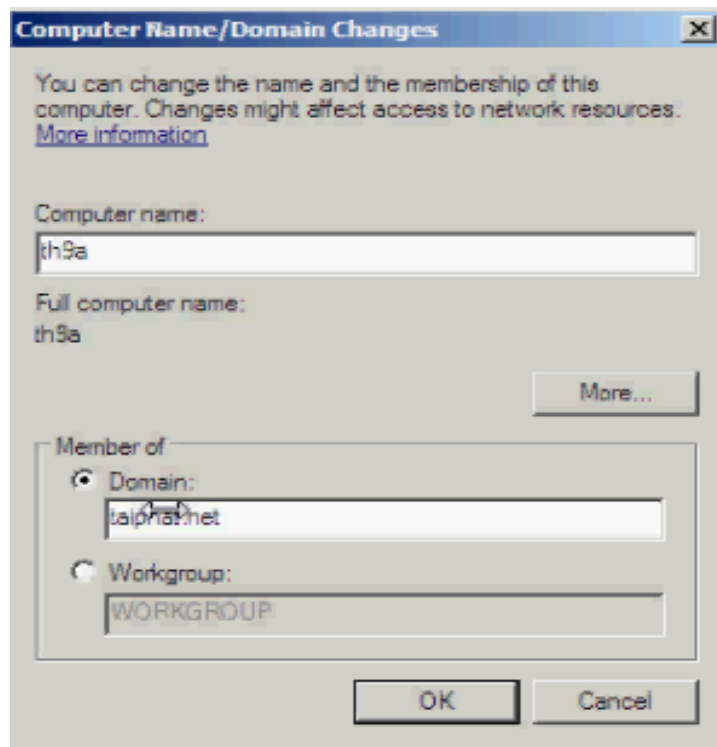 Computer Name/Domain Changes
You can change the name and the membership of this
computer. Changes might affect access to network resources.
More information
Computer name:
th9a
Full computer name:
th9a
More...
Member of
Domain:
Workgroup:
WORKGROUP
OK
Cancel